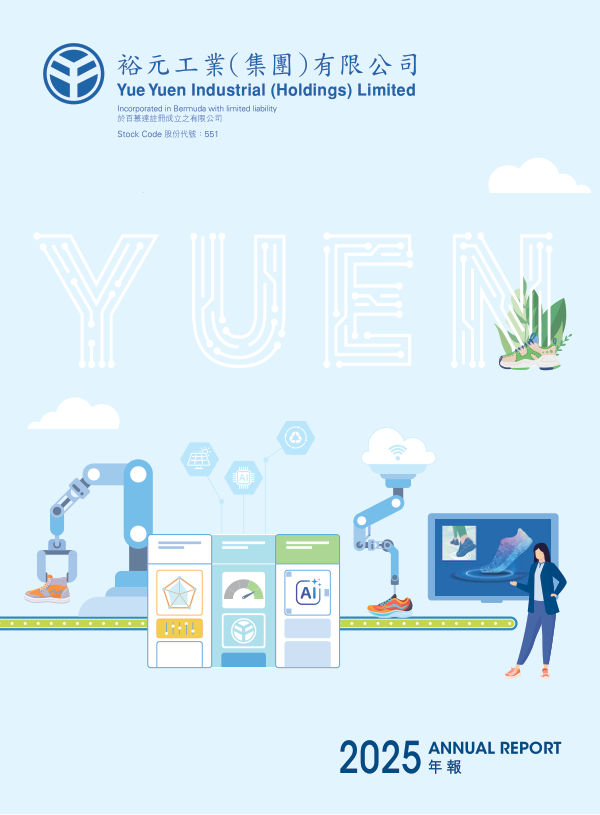 裕元工業(集團)有限公司
Yue Yuen Industrial (Holdings) Limited
Incorporated in Bermuda with limited liability
於百慕達註冊成立之有限公司
Stock Code 股份代號：551
YUEN
AI
AI
2025 ANNUAL REPORT
年報